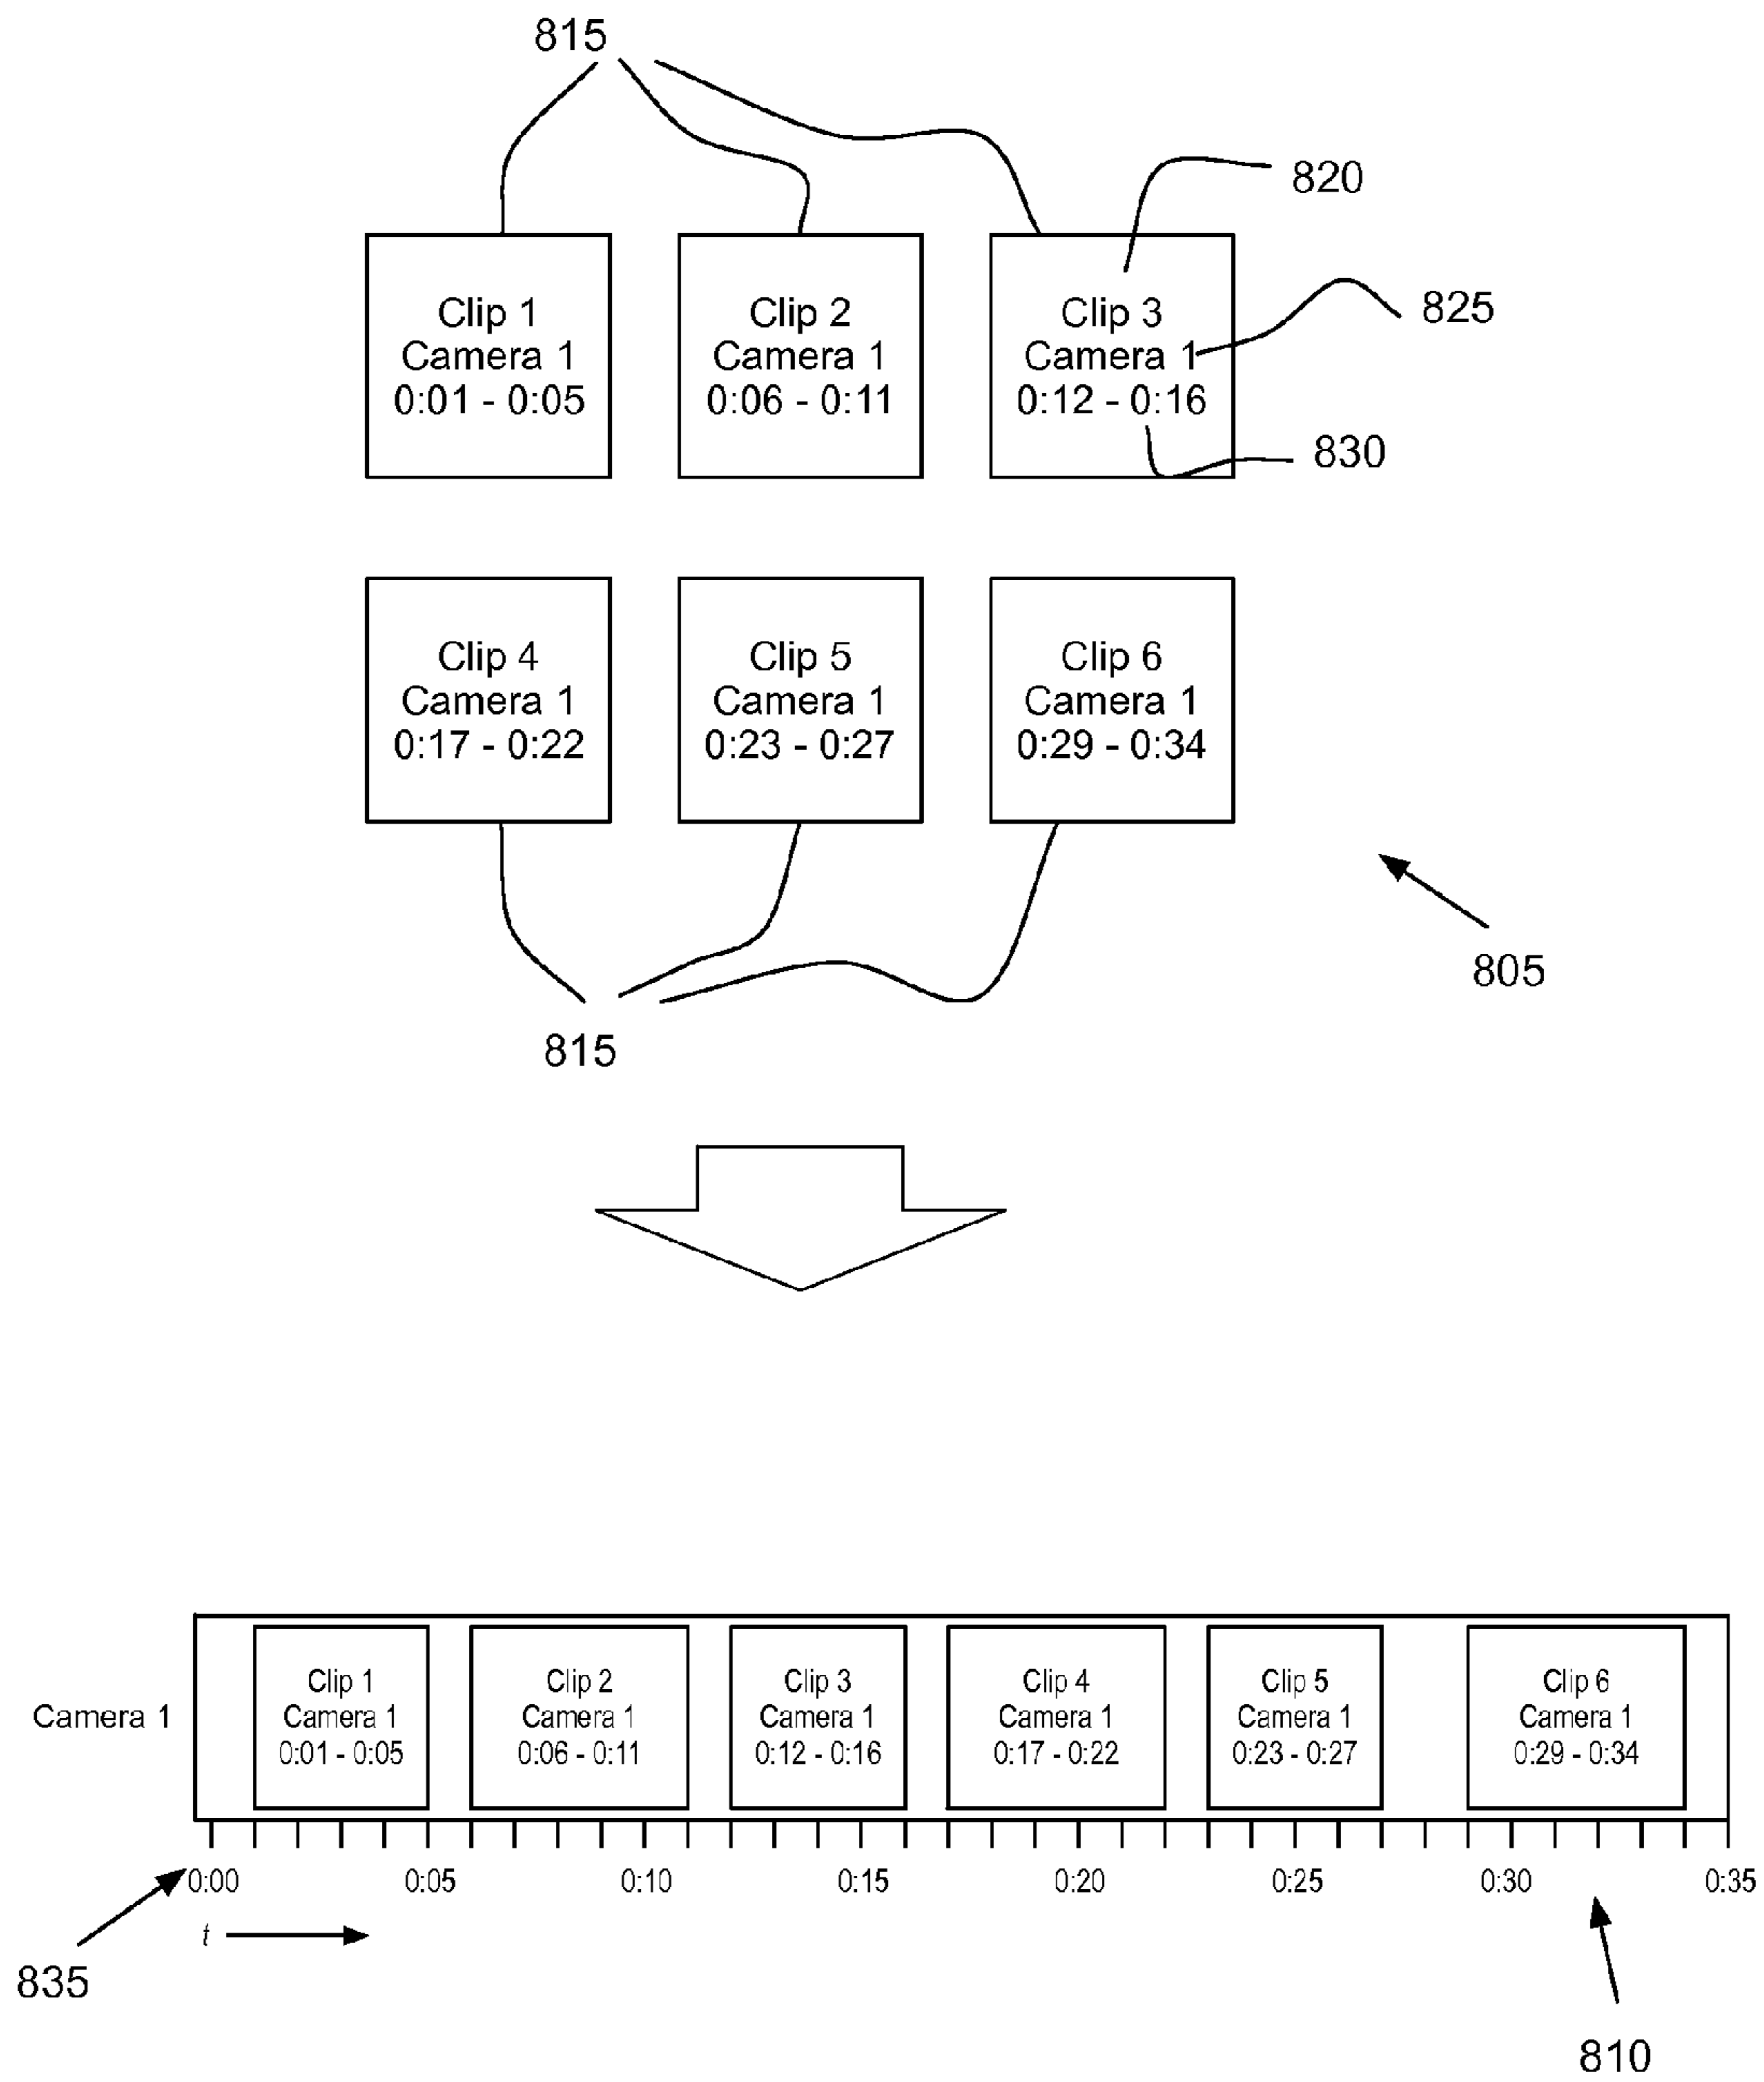 815
820
825
830
Clip 1
Camera 1
0:01 - 0:05
Clip 2
Camera 1
0:06 - 0:11
Clip 3
Camera 1
0:12 - 0:16
Clip 4
Camera 1
0:17 - 0:22
Clip 5
Camera 1
0:23 - 0:27
Clip 6
Camera 1
0:29 - 0:34
805
815
Camera 1
Clip 1
Camera 1
0:01 - 0:05
Clip 2
Camera 1
0:06 - 0:11
Clip 3
Camera 1
0:12 - 0:16
Clip 4
Camera 1
0:17 - 0:22
Clip 5
Camera 1
0:23 - 0:27
Clip 6
Camera 1
0:29 - 0:34
0:00 0:05 0:10 0:15 0:20 0:25 0:30 0:35
t
835
810